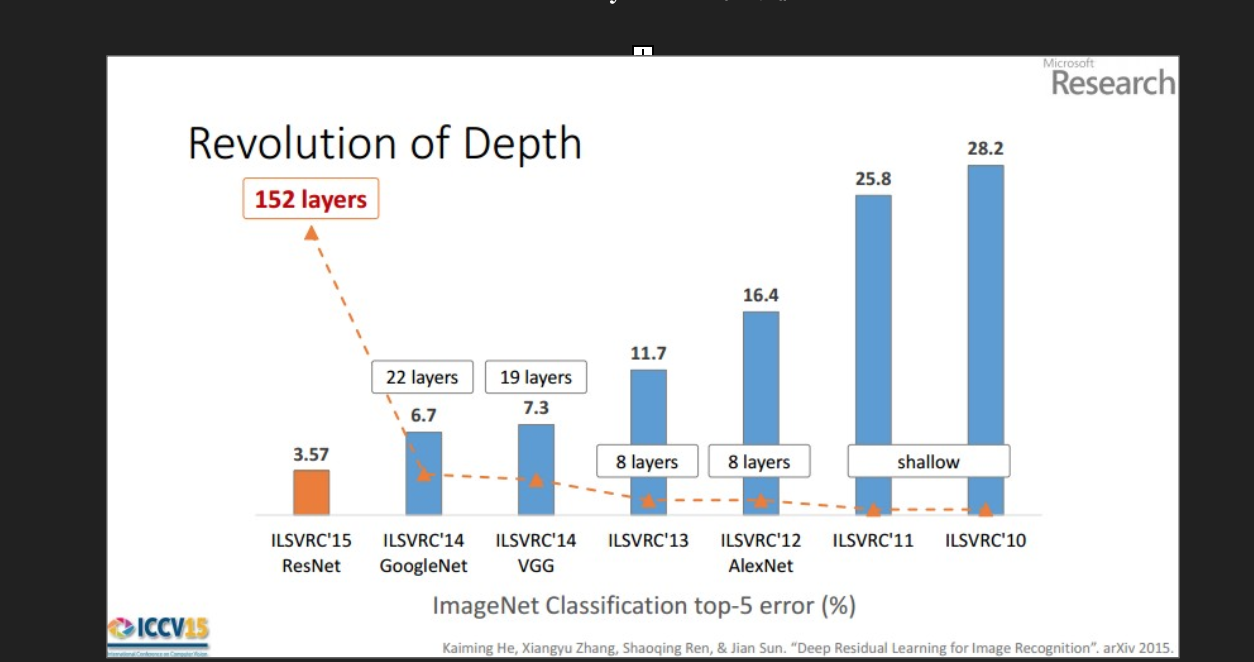 Microsoft
Research
Revolution of Depth
152 layers
28.2
25.8
16.4
11.7
22 layers
19 layers
6.7
7.3
3.57
8 layers
8 layers
shallow
ILSVRC'15
ResNet
ILSVRC'14
GoogleNet
ILSVRC'14
VGG
ILSVRC'13
ILSVRC'12
AlexNet
ILSVRC'11
ILSVRC'10
ImageNet Classification top-5 error (%)
ICCV15
International Conference on Computer Vision
Kaiming He, Xiangyu Zhang, Shaoqing Ren, & Jian Sun. “Deep Residual Learning for Image Recognition”. arXiv 2015.